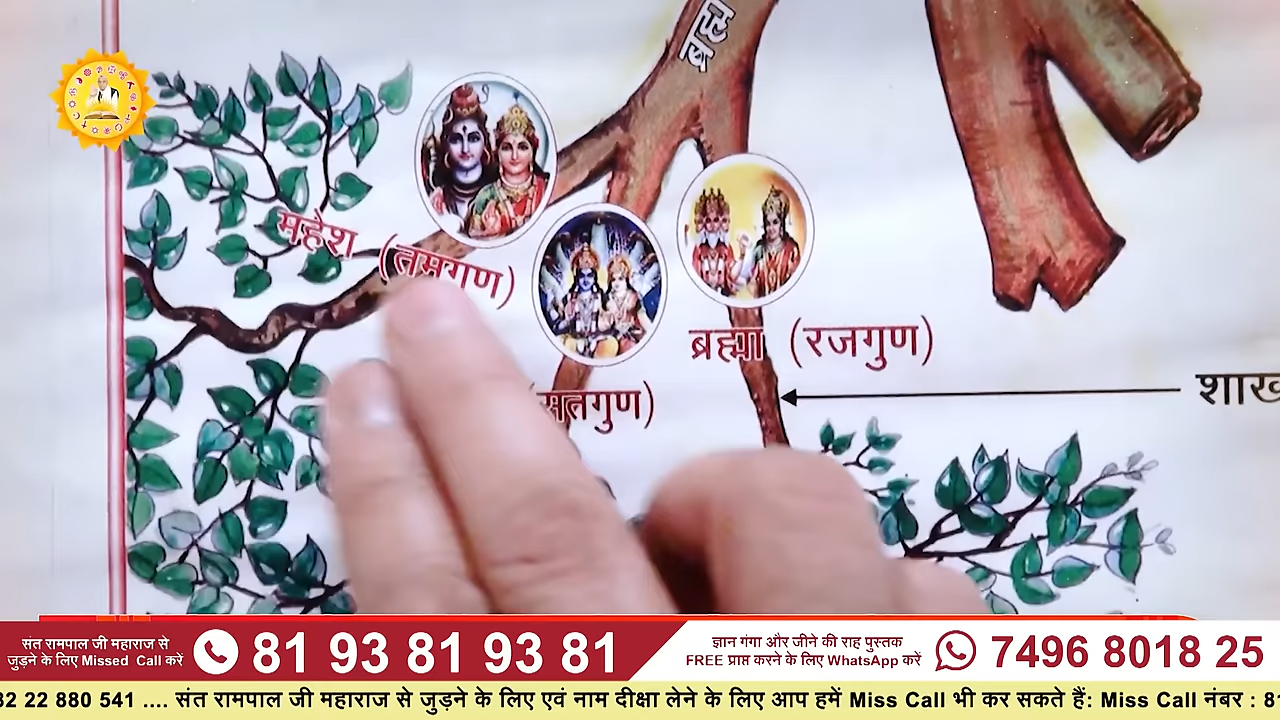 ब्रह्म
महेश (तमगुण)
ब्रह्मा (रजगुण)
(सतगुण)
शाख
संत रामपाल जी महाराज से
जुड़ने के लिए Missed Call करें
81 93 81 93 81
ज्ञान गंगा और जीने की राह पुस्तक
FREE प्राप्त करने के लिए WhatsApp करें
7496 8018 25
82 22 880 541 .... संत रामपाल जी महाराज से जुड़ने के लिए एवं नाम दीक्षा लेने के लिए आप हमें Miss Call भी कर सकते हैं: Miss Call नंबर : 8